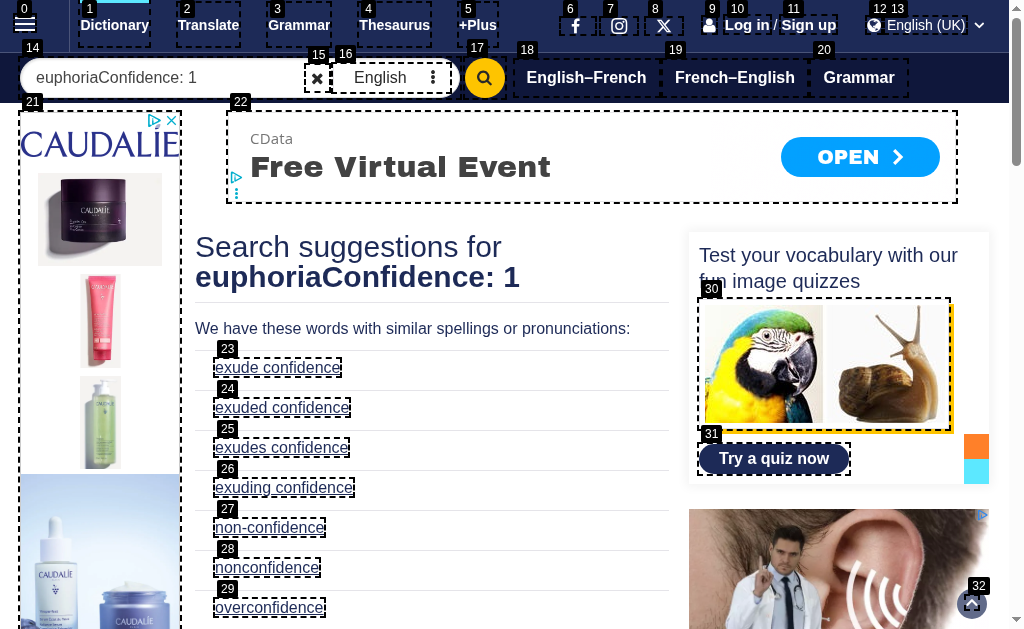 0 1 2 3 4 5 6 7 8 9 10 11 12 13
Dictionary Translate Grammar Thesaurus +Plus Log in / Sign up English (UK)
14 15 16 17 18 19 20
euphoriaConfidence: 1 English English–French French–English Grammar
21 22
CAUDALÍE
CData
Free Virtual Event
OPEN
Search suggestions for
euphoriaConfidence: 1
We have these words with similar spellings or pronunciations:
23
exude confidence
24
exuded confidence
25
exudes confidence
26
exuding confidence
27
non-confidence
28
nonconfidence
29
overconfidence
Test your vocabulary with our
fun image quizzes
30
31
Try a quiz now
32
CAUDALÍE
CAUDALÍE
CAUDALÍE